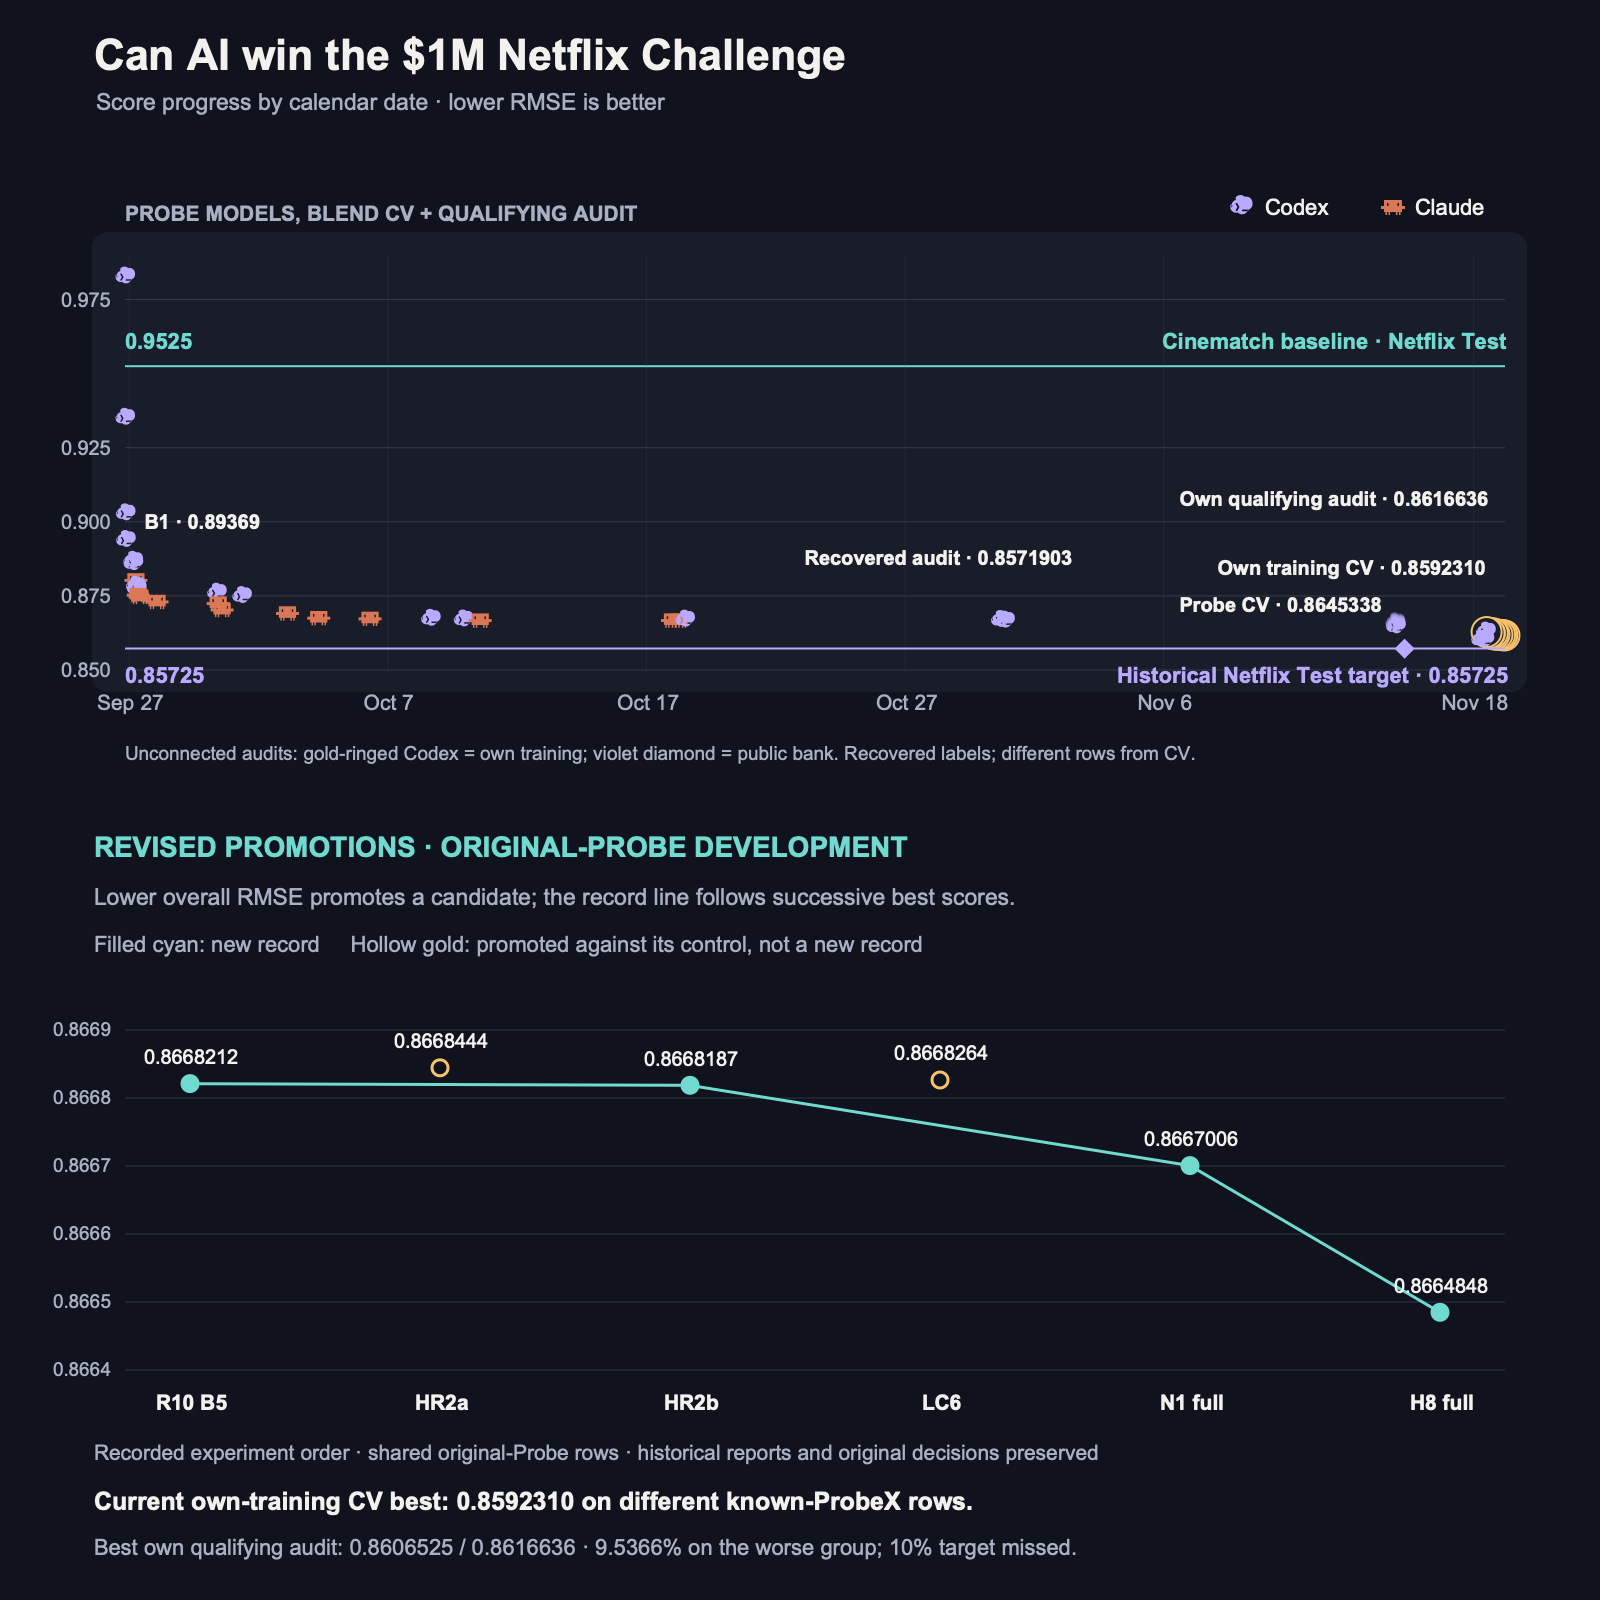 Can AI win the $1M Netflix Challenge
Score progress by calendar date · lower RMSE is better
PROBE MODELS, BLEND CV + QUALIFYING AUDIT
Codex
Claude
0.975
0.9525
Cinematch baseline · Netflix Test
0.925
Own qualifying audit · 0.8616636
0.900
B1 · 0.89369
Recovered audit · 0.8571903
Own training CV · 0.8592310
0.875
Probe CV · 0.8645338
0.850
0.85725
Historical Netflix Test target · 0.85725
Sep 27
Oct 7
Oct 17
Oct 27
Nov 6
Nov 18
Unconnected audits: gold-ringed Codex = own training; violet diamond = public bank. Recovered labels; different rows from CV.
REVISED PROMOTIONS · ORIGINAL-PROBE DEVELOPMENT
Lower overall RMSE promotes a candidate; the record line follows successive best scores.
Filled cyan: new record
Hollow gold: promoted against its control, not a new record
0.8669
0.8668212
0.8668444
0.8668187
0.8668264
0.8668
0.8667006
0.8667
0.8666
0.8664848
0.8665
0.8664
R10 B5
HR2a
HR2b
LC6
N1 full
H8 full
Recorded experiment order · shared original-Probe rows · historical reports and original decisions preserved
Current own-training CV best: 0.8592310 on different known-ProbeX rows.
Best own qualifying audit: 0.8606525 / 0.8616636 · 9.5366% on the worse group; 10% target missed.